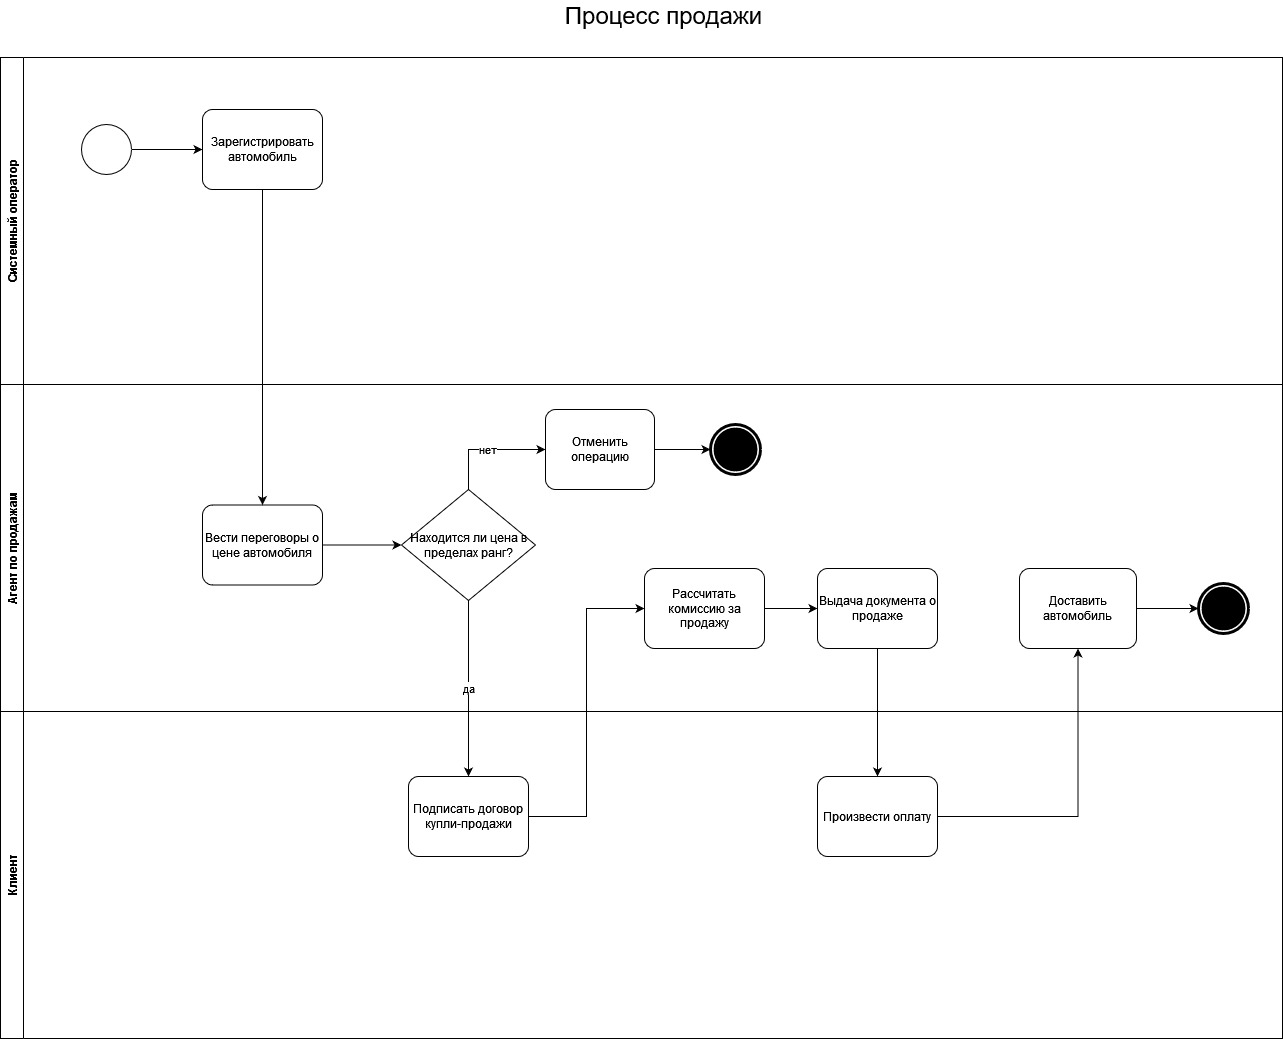 Процесс продажи
Системный оператор
Зарегистрировать
автомобиль
Агент по продажам
Отменить
операцию
нет
Вести переговоры о
цене автомобиля
Находится ли цена в
пределах ранг?
Рассчитать
комиссию за
продажу
Выдача документа о
продаже
Доставить
автомобиль
да
Клиент
Подписать договор
купли-продажи
Произвести оплату